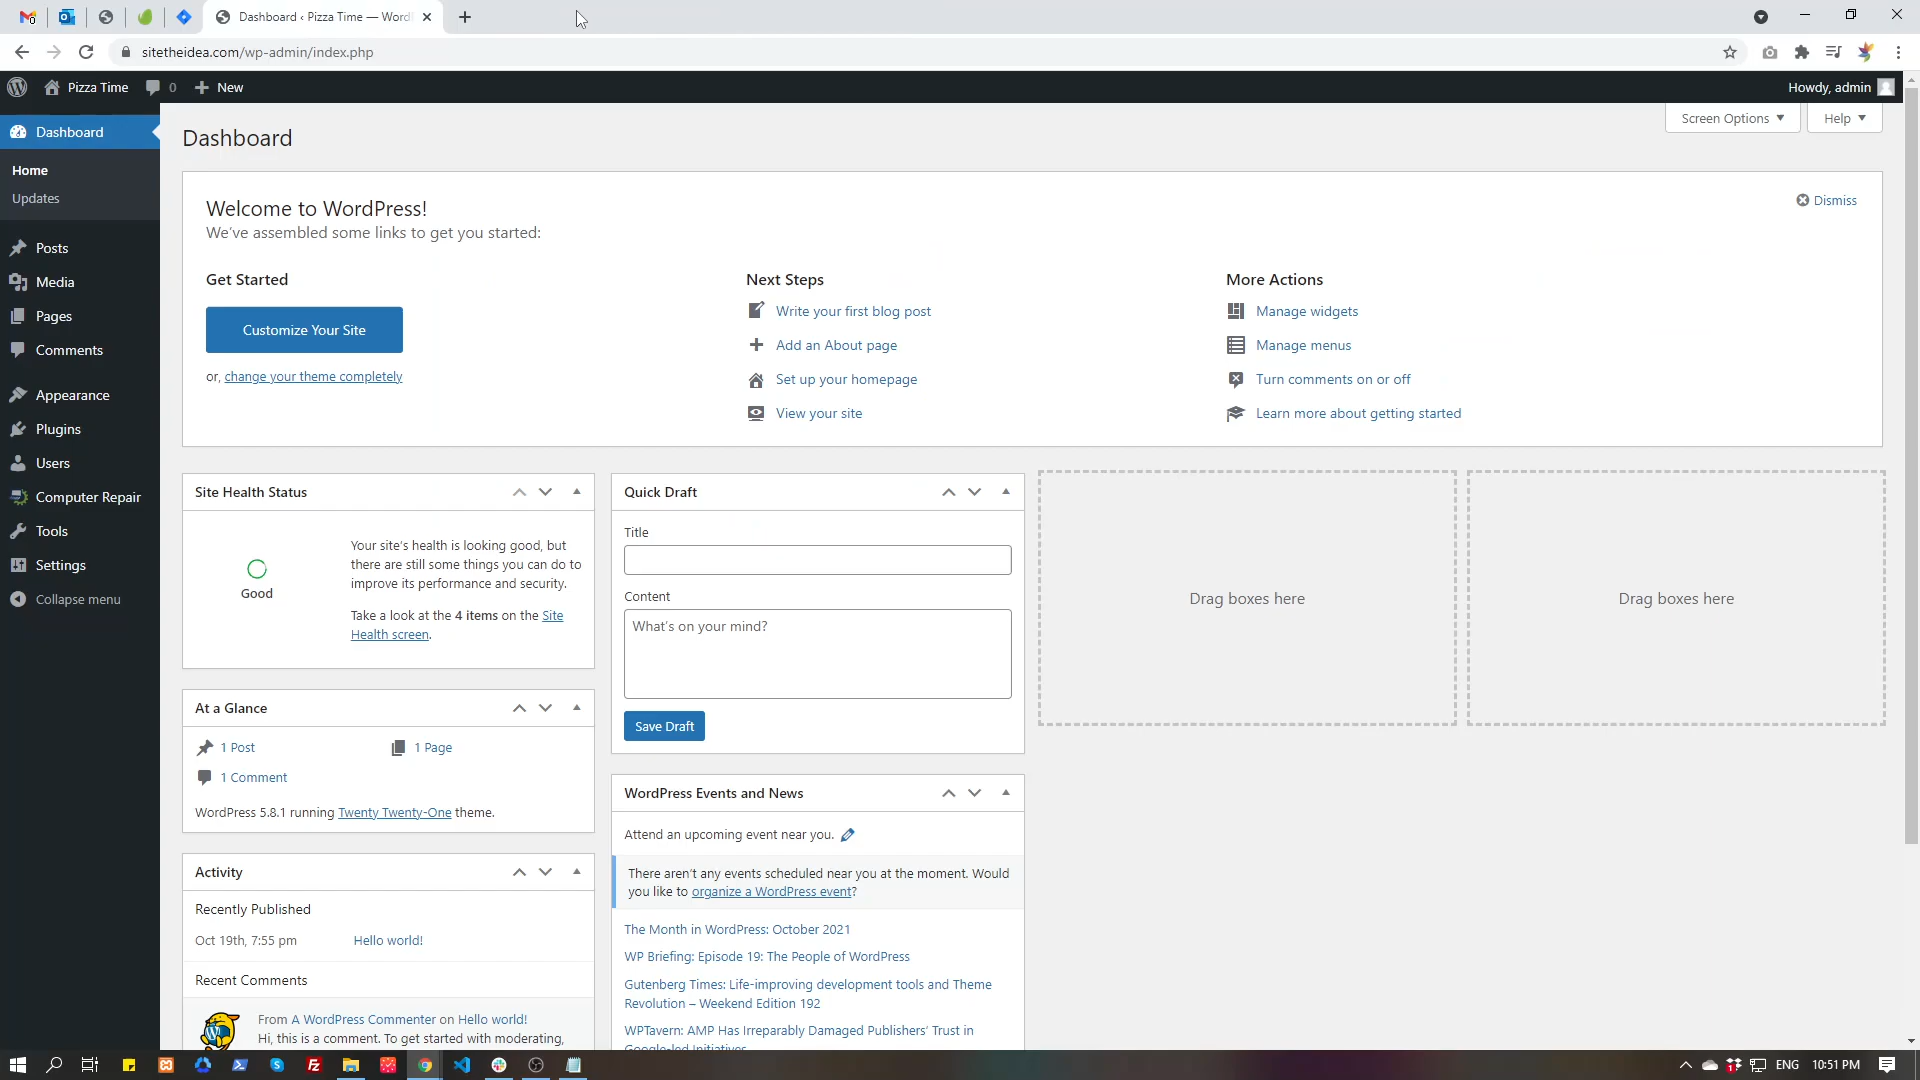 Dashboard ‹ Pizza Time — Word
sitetheidea.com/wp-admin/index.php
Pizza Time
0
New
Howdy, admin
Dashboard
Home
Updates
Posts
Media
Pages
Comments
Appearance
Plugins
Users
Computer Repair
Tools
Settings
Collapse menu
Dashboard
Screen Options
Help
Welcome to WordPress!
We've assembled some links to get you started:
Dismiss
Get Started
Customize Your Site
or, change your theme completely
Next Steps
Write your first blog post
Add an About page
Set up your homepage
View your site
More Actions
Manage widgets
Manage menus
Turn comments on or off
Learn more about getting started
Site Health Status
Good
Your site's health is looking good, but
there are still some things you can do to
improve its performance and security.
Take a look at the 4 items on the Site
Health screen.
At a Glance
1 Post
1 Page
1 Comment
WordPress 5.8.1 running Twenty Twenty-One theme.
Activity
Recently Published
Oct 19th, 7:55 pm
Hello world!
Recent Comments
From A WordPress Commenter on Hello world!
Hi, this is a comment. To get started with moderating,
Quick Draft
Title
Content
What's on your mind?
Save Draft
WordPress Events and News
Attend an upcoming event near you.
There aren't any events scheduled near you at the moment. Would
you like to organize a WordPress event?
The Month in WordPress: October 2021
WP Briefing: Episode 19: The People of WordPress
Gutenberg Times: Life-improving development tools and Theme
Revolution – Weekend Edition 192
WPTavern: AMP Has Irreparably Damaged Publishers' Trust in
Google-led Initiatives
Drag boxes here
Drag boxes here
ENG
10:51 PM